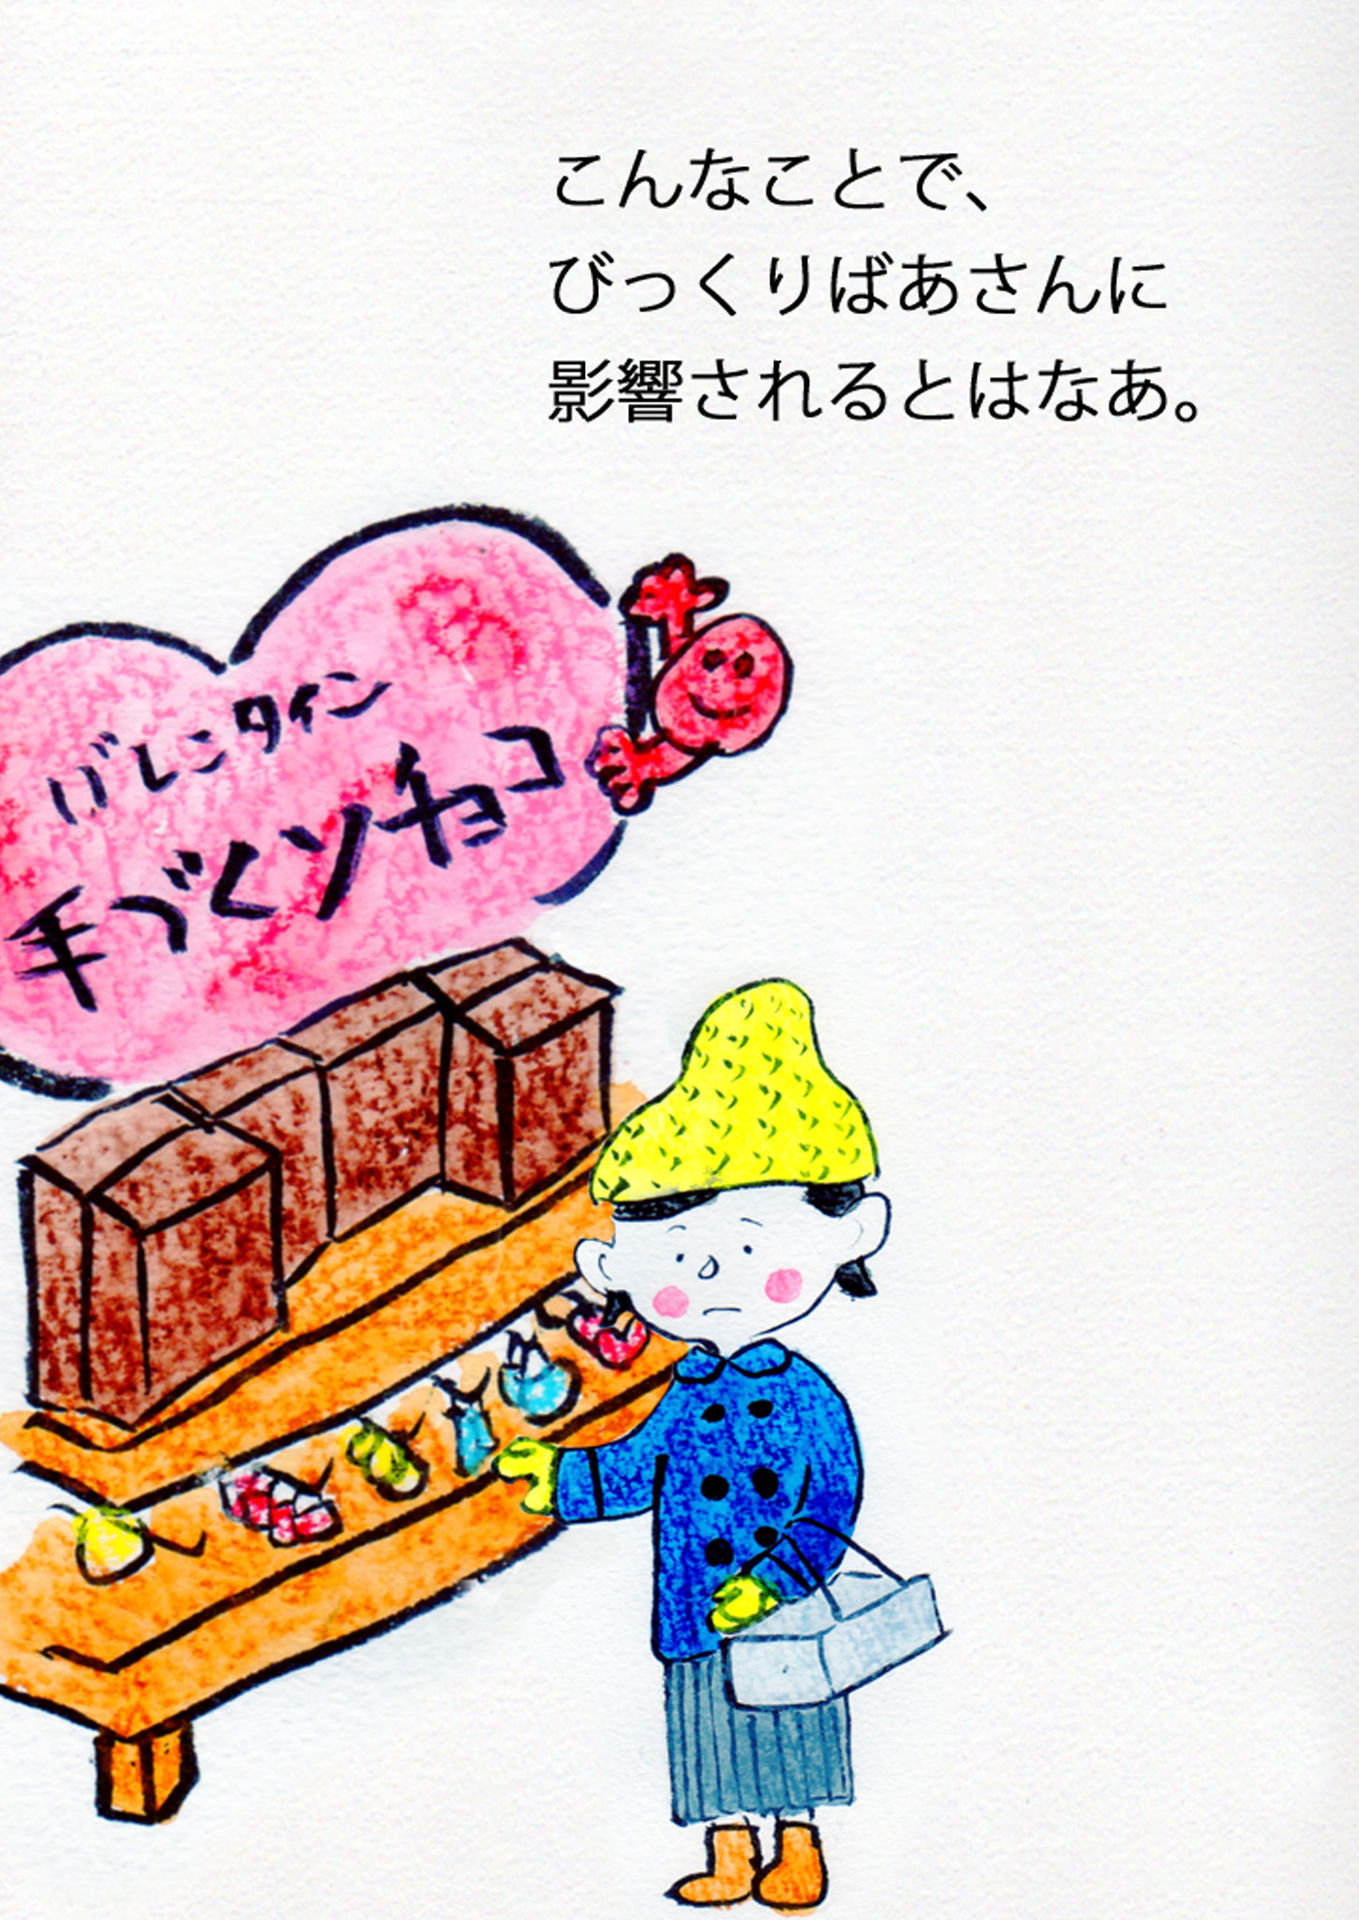 こんなことで、
びっくりばあさんに
影響されるとはなあ。
バレンタイン
手づくりチョコ